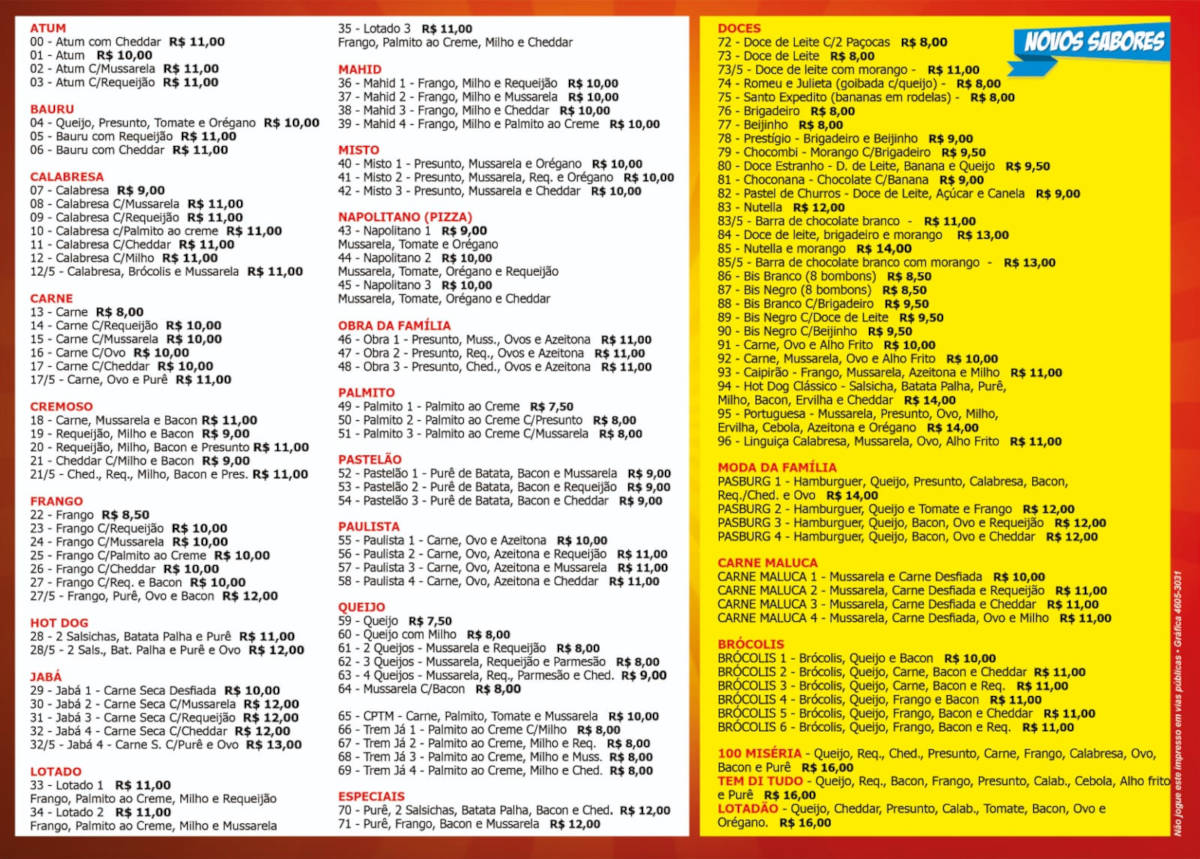 ATUM
00 - Atum com Cheddar R$ 11,00
01 - Atum R$ 10,00
02 - Atum C/Mussarela R$ 11,00
03 - Atum C/Requeijão R$ 11,00
BAURU
04 - Queijo, Presunto, Tomate e Orégano R$ 10,00
05 - Bauru com Requeijão R$ 11,00
06 - Bauru com Cheddar R$ 11,00
CALABRESA
07 - Calabresa R$ 9,00
08 - Calabresa C/Mussarela R$ 11,00
09 - Calabresa C/Requeijão R$ 11,00
10 - Calabresa c/Palmito ao creme R$ 11,00
11 - Calabresa C/Cheddar R$ 11,00
12 - Calabresa C/Milho R$ 11,00
12/5 - Calabresa, Brócolis e Mussarela R$ 11,00
CARNE
13 - Carne R$ 8,00
14 - Carne C/Requeijão R$ 10,00
15 - Carne C/Mussarela R$ 10,00
16 - Carne C/Ovo R$ 10,00
17 - Carne C/Cheddar R$ 10,00
17/5 - Carne, Ovo e Purê R$ 11,00
CREMOSO
18 - Carne, Mussarela e Bacon R$ 11,00
19 - Requeijão, Milho e Bacon R$ 9,00
20 - Requeijão, Milho, Bacon e Presunto R$ 11,00
21 - Cheddar C/Milho e Bacon R$ 9,00
21/5 - Ched., Req., Milho, Bacon e Pres. R$ 11,00
FRANGO
22 - Frango R$ 8,50
23 - Frango C/Requeijão R$ 10,00
24 - Frango C/Mussarela R$ 10,00
25 - Frango C/Palmito ao Creme R$ 10,00
26 - Frango C/Cheddar R$ 10,00
27 - Frango C/Req. e Bacon R$ 10,00
27/5 - Frango, Purê, Ovo e Bacon R$ 12,00
HOT DOG
28 - 2 Salsichas, Batata Palha e Purê R$ 11,00
28/5 - 2 Sals., Bat. Palha e Purê e Ovo R$ 12,00
JABÁ
29 - Jabá 1 - Carne Seca Desfiada R$ 10,00
30 - Jabá 2 - Carne Seca C/Mussarela R$ 12,00
31 - Jabá 3 - Carne Seca C/Requeijão R$ 12,00
32 - Jabá 4 - Carne Seca C/Cheddar R$ 12,00
32/5 - Jabá 4 - Carne S. C/Purê e Ovo R$ 13,00
LOTADO
33 - Lotado 1 R$ 11,00
Frango, Palmito ao Creme, Milho e Requeijão
34 - Lotado 2 R$ 11,00
Frango, Palmito ao Creme, Milho e Mussarela
35 - Lotado 3 R$ 11,00
Frango, Palmito ao Creme, Milho e Cheddar
MAHID
36 - Mahid 1 - Frango, Milho e Requeijão R$ 10,00
37 - Mahid 2 - Frango, Milho e Mussarela R$ 10,00
38 - Mahid 3 - Frango, Milho e Cheddar R$ 10,00
39 - Mahid 4 - Frango, Milho e Palmito ao Creme R$ 10,00
MISTO
40 - Misto 1 - Presunto, Mussarela e Orégano R$ 10,00
41 - Misto 2 - Presunto, Mussarela, Req. e Orégano R$ 10,00
42 - Misto 3 - Presunto, Mussarela e Cheddar R$ 10,00
NAPOLITANO (PIZZA)
43 - Napolitano 1 R$ 9,00
Mussarela, Tomate e Orégano
44 - Napolitano 2 R$ 10,00
Mussarela, Tomate, Orégano e Requeijão
45 - Napolitano 3 R$ 10,00
Mussarela, Tomate, Orégano e Cheddar
OBRA DA FAMÍLIA
46 - Obra 1 - Presunto, Muss., Ovos e Azeitona R$ 11,00
47 - Obra 2 - Presunto, Req., Ovos e Azeitona R$ 11,00
48 - Obra 3 - Presunto, Ched., Ovos e Azeitona R$ 11,00
PALMITO
49 - Palmito 1 - Palmito ao Creme R$ 7,50
50 - Palmito 2 - Palmito ao Creme C/Presunto R$ 8,00
51 - Palmito 3 - Palmito ao Creme C/Mussarela R$ 8,00
PASTELÃO
52 - Pastelão 1 - Purê de Batata, Bacon e Mussarela R$ 9,00
53 - Pastelão 2 - Purê de Batata, Bacon e Requeijão R$ 9,00
54 - Pastelão 3 - Purê de Batata, Bacon e Cheddar R$ 9,00
PAULISTA
55 - Paulista 1 - Carne, Ovo e Azeitona R$ 10,00
56 - Paulista 2 - Carne, Ovo, Azeitona e Requeijão R$ 11,00
57 - Paulista 3 - Carne, Ovo, Azeitona e Mussarela R$ 11,00
58 - Paulista 4 - Carne, Ovo, Azeitona e Cheddar R$ 11,00
QUEIJO
59 - Queijo R$ 7,50
60 - Queijo com Milho R$ 8,00
61 - 2 Queijos - Mussarela e Requeijão R$ 8,00
62 - 3 Queijos - Mussarela, Requeijão e Parmesão R$ 8,00
63 - 4 Queijos - Mussarela, Req., Parmesão e Ched. R$ 9,00
64 - Mussarela C/Bacon R$ 8,00
65 - CPTM - Carne, Palmito, Tomate e Mussarela R$ 10,00
66 - Trem Já 1 - Palmito ao Creme C/Milho R$ 8,00
67 - Trem Já 2 - Palmito ao Creme, Milho e Req. R$ 8,00
68 - Trem Já 3 - Palmito ao Creme, Milho e Muss. R$ 8,00
69 - Trem Já 4 - Palmito ao Creme, Milho e Ched. R$ 8,00
ESPECIAIS
70 - Purê, 2 Salsichas, Batata Palha, Bacon e Ched. R$ 12,00
71 - Purê, Frango, Bacon e Mussarela R$ 12,00
NOVOS SABORES
DOCES
72 - Doce de Leite C/2 Paçocas R$ 8,00
73 - Doce de Leite R$ 8,00
73/5 - Doce de leite com morango - R$ 11,00
74 - Romeu e Julieta (goibada c/queijo) - R$ 8,00
75 - Santo Expedito (bananas em rodelas) - R$ 8,00
76 - Brigadeiro R$ 8,00
77 - Beijinho R$ 8,00
78 - Prestígio - Brigadeiro e Beijinho R$ 9,00
79 - Chocombi - Morango C/Brigadeiro R$ 9,50
80 - Doce Estranho - D. de Leite, Banana e Queijo R$ 9,50
81 - Choconana - Chocolate C/Banana R$ 9,00
82 - Pastel de Churros - Doce de Leite, Açúcar e Canela R$ 9,00
83 - Nutella R$ 12,00
83/5 - Barra de chocolate branco - R$ 11,00
84 - Doce de leite, brigadeiro e morango R$ 13,00
85 - Nutella e morango R$ 14,00
85/5 - Barra de chocolate branco com morango - R$ 13,00
86 - Bis Branco (8 bombons) R$ 8,50
87 - Bis Negro (8 bombons) R$ 8,50
88 - Bis Branco C/Brigadeiro R$ 9,50
89 - Bis Negro C/Doce de Leite R$ 9,50
90 - Bis Negro C/Beijinho R$ 9,50
91 - Carne, Ovo e Alho Frito R$ 10,00
92 - Carne, Mussarela, Ovo e Alho Frito R$ 10,00
93 - Caipirão - Frango, Mussarela, Azeitona e Milho R$ 11,00
94 - Hot Dog Clássico - Salsicha, Batata Palha, Purê,
Milho, Bacon, Ervilha e Cheddar R$ 14,00
95 - Portuguesa - Mussarela, Presunto, Ovo, Milho,
Ervilha, Cebola, Azeitona e Orégano R$ 14,00
96 - Linguiça Calabresa, Mussarela, Ovo, Alho Frito R$ 11,00
MODA DA FAMÍLIA
PASBURG 1 - Hamburguer, Queijo, Presunto, Calabresa, Bacon,
Req./Ched. e Ovo R$ 14,00
PASBURG 2 - Hamburguer, Queijo e Tomate e Frango R$ 12,00
PASBURG 3 - Hamburguer, Queijo, Bacon, Ovo e Requeijão R$ 12,00
PASBURG 4 - Hamburguer, Queijo, Bacon, Ovo e Cheddar R$ 12,00
CARNE MALUCA
CARNE MALUCA 1 - Mussarela e Carne Desfiada R$ 10,00
CARNE MALUCA 2 - Mussarela, Carne Desfiada e Requeijão R$ 11,00
CARNE MALUCA 3 - Mussarela, Carne Desfiada e Cheddar R$ 11,00
CARNE MALUCA 4 - Mussarela, Carne Desfiada, Ovo e Milho R$ 11,00
BRÓCOLIS
BRÓCOLIS 1 - Brócolis, Queijo e Bacon R$ 10,00
BRÓCOLIS 2 - Brócolis, Queijo, Carne, Bacon e Cheddar R$ 11,00
BRÓCOLIS 3 - Brócolis, Queijo, Carne, Bacon e Req. R$ 11,00
BRÓCOLIS 4 - Brócolis, Queijo, Frango e Bacon R$ 11,00
BRÓCOLIS 5 - Brócolis, Queijo, Frango, Bacon e Cheddar R$ 11,00
BRÓCOLIS 6 - Brócolis, Queijo, Frango, Bacon e Req. R$ 11,00
100 MISÉRIA - Queijo, Req., Ched., Presunto, Carne, Frango, Calabresa, Ovo,
Bacon e Purê R$ 16,00
TEM DI TUDO - Queijo, Req., Bacon, Frango, Presunto, Calab., Cebola, Alho frito
e Purê R$ 16,00
LOTADÃO - Queijo, Cheddar, Presunto, Calab., Tomate, Bacon, Ovo e
Orégano. R$ 16,00
Não jogue este impresso em vias públicas • Gráfica 4605-3031